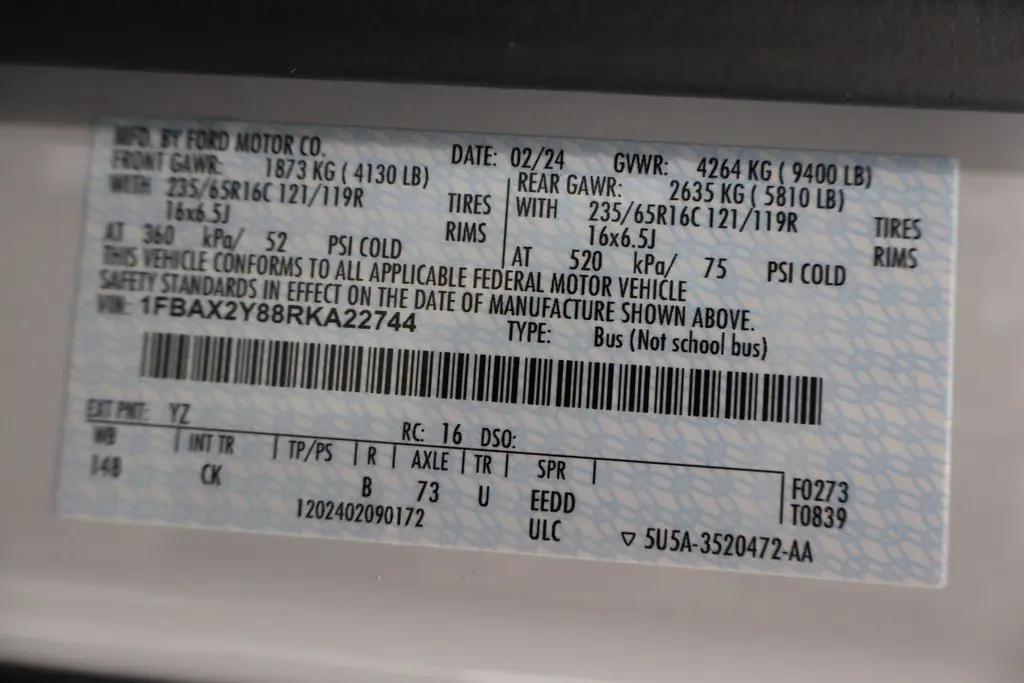 MFD. BY FORD MOTOR CO. DATE: 02/24 GVWR: 4264 KG ( 9400 LB)
FRONT GAWR: 1873 KG ( 4130 LB) REAR GAWR: 2635 KG ( 5810 LB)
WITH 235/65R16C 121/119R TIRES WITH 235/65R16C 121/119R TIRES
16x6.5J RIMS 16x6.5J RIMS
AT 360 kPa/ 52 PSI COLD AT 520 kPa/ 75 PSI COLD
THIS VEHICLE CONFORMS TO ALL APPLICABLE FEDERAL MOTOR VEHICLE
SAFETY STANDARDS IN EFFECT ON THE DATE OF MANUFACTURE SHOWN ABOVE.
VIN: 1FBAX2Y88RKA22744 TYPE: Bus (Not school bus)
EXT PNT: YZ RC: 16 DSO:
WB INT TR TP/PS R AXLE TR SPR F0273
148 CK B 73 U EEDD T0839
1202402090172 ULC ▽ 5U5A-3520472-AA